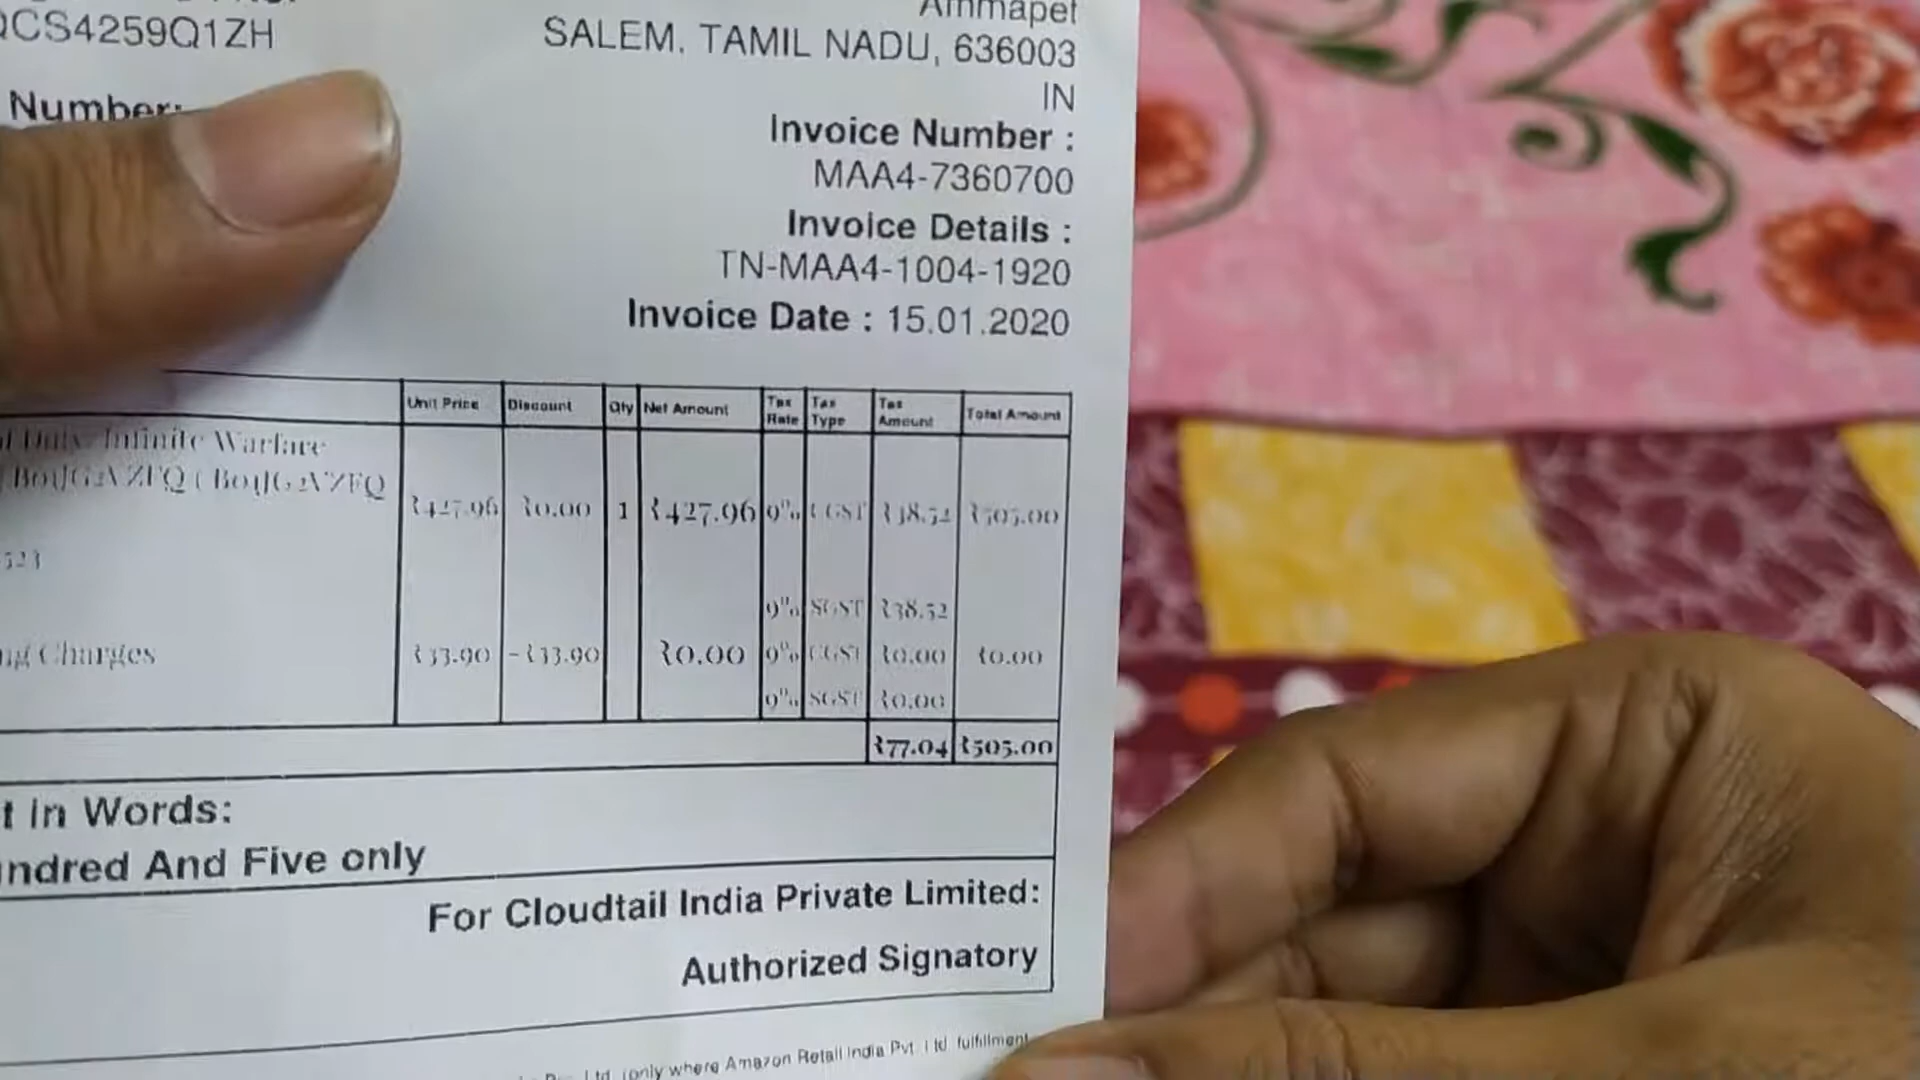 QCS4259Q1ZH
Ammapet
SALEM, TAMIL NADU, 636003
IN
Number:
Invoice Number :
MAA4-7360700
Invoice Details :
TN-MAA4-1004-1920
Invoice Date : 15.01.2020
Unit Price Discount Qty Net Amount Tax Rate Tax Type Tax Amount Total Amount
Duty: Infinite Warfare
₹427.96 ₹0.00 1 ₹427.96 9% CGST ₹38.52 ₹505.00
523
9% SGST ₹38.52
Charges ₹33.90 -₹33.90 ₹0.00 9% CGST ₹0.00 ₹0.00
9% SGST ₹0.00
₹77.04 ₹505.00
t in Words:
ndred And Five only
For Cloudtail India Private Limited:
Authorized Signatory
Ltd. (only where Amazon Retail India Pvt. Ltd. fulfillment